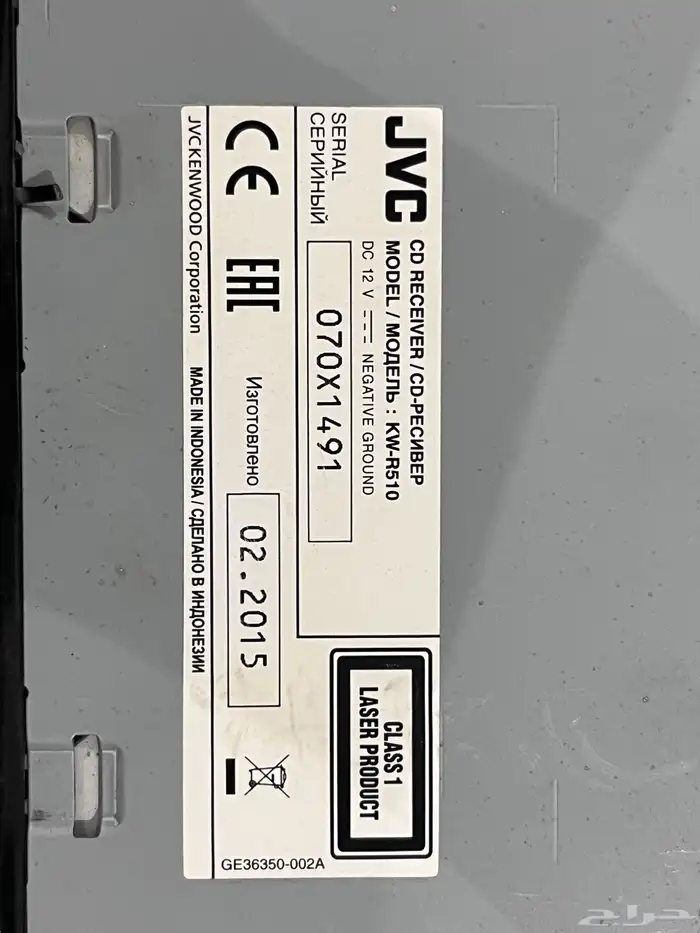 JVC
CD RECEIVER / CD-РЕСИВЕР
MODEL / МОДЕЛЬ : KW-R510
DC 12 V NEGATIVE GROUND
SERIAL
СЕРИЙНЫЙ
070X1491
CLASS 1
LASER PRODUCT
CE
EAC
Изготовлено
02.2015
JVCKENWOOD Corporation
MADE IN INDONESIA / СДЕЛАНО В ИНДОНЕЗИИ
GE36350-002A
حراج